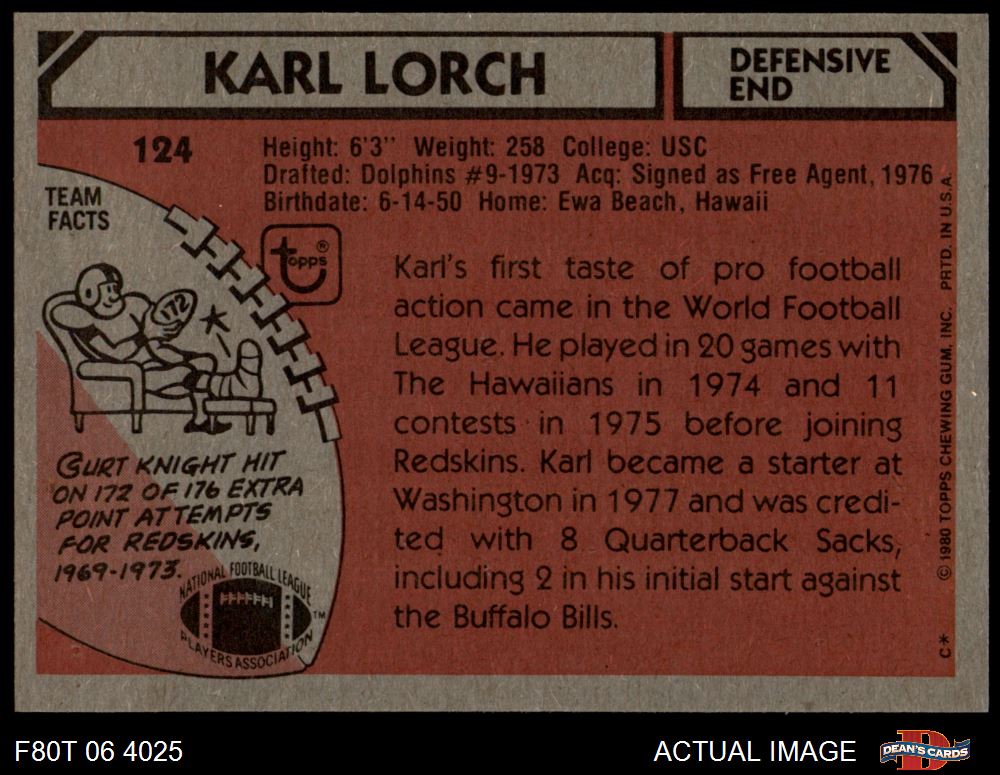 KARL LORCH
DEFENSIVE
END
124
Height: 6'3" Weight: 258 College: USC
Drafted: Dolphins #9-1973 Acq: Signed as Free Agent, 1976
Birthdate: 6-14-50 Home: Ewa Beach, Hawaii
TEAM
FACTS
topps®
172
Karl's first taste of pro football
action came in the World Football
League. He played in 20 games with
The Hawaiians in 1974 and 11
contests in 1975 before joining
Redskins. Karl became a starter at
Washington in 1977 and was credi-
ted with 8 Quarterback Sacks,
including 2 in his initial start against
the Buffalo Bills.
CURT KNIGHT HIT
ON 172 OF 176 EXTRA
POINT ATTEMPTS
FOR REDSKINS,
1969-1973.
NATIONAL FOOTBALL LEAGUE
PLAYERS ASSOCIATION
TM
C* © 1980 TOPPS CHEWING GUM, INC. PRTD. IN U.S.A.
F80T 06 4025
ACTUAL IMAGE
D
DEAN'S CARDS